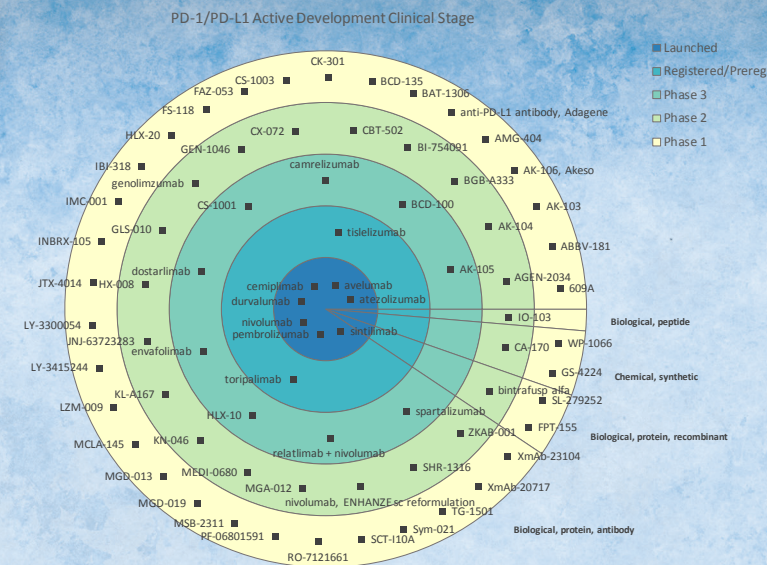 PD-1/PD-L1 Active Development Clinical Stage
Launched
Registered/Prereg
Phase 3
Phase 2
Phase 1
CK-301
CS-1003
BCD-135
FAZ-053
BAT-1306
FS-118
anti-PD-L1 antibody, Adagene
CX-072
CBT-502
HLX-20
AMG-404
GEN-1046
BI-754091
IBI-318
camrelizumab
AK-106, Akeso
genolimzumab
BGB-A333
IMC-001
CS-1001
BCD-100
AK-103
GLS-010
tislelizumab
AK-104
INBRX-105
ABBV-181
dostarlimab
AK-105
JTX-4014
HX-008
cemiplimab
avelumab
AGEN-2034
609A
durvalumab
atezolizumab
IO-103
Biological, peptide
LY-3300054
nivolumab
sintilimab
pembrolizumab
JNJ-63723283
envafolimab
CA-170
WP-1066
LY-3415244
toripalimab
GS-4224
Chemical, synthetic
KL-A167
bintrafusp alfa
SL-279252
LZM-009
HLX-10
spartalizumab
FPT-155
Biological, protein, recombinant
MCLA-145
KN-046
ZKAB-001
relatlimab + nivolumab
XmAb-23104
MGD-013
MEDI-0680
SHR-1316
MGA-012
XmAb-20717
MGD-019
nivolumab, ENHANZE sc reformulation
TG-1501
MSB-2311
Sym-021
Biological, protein, antibody
PF-06801591
SCT-I10A
RO-7121661